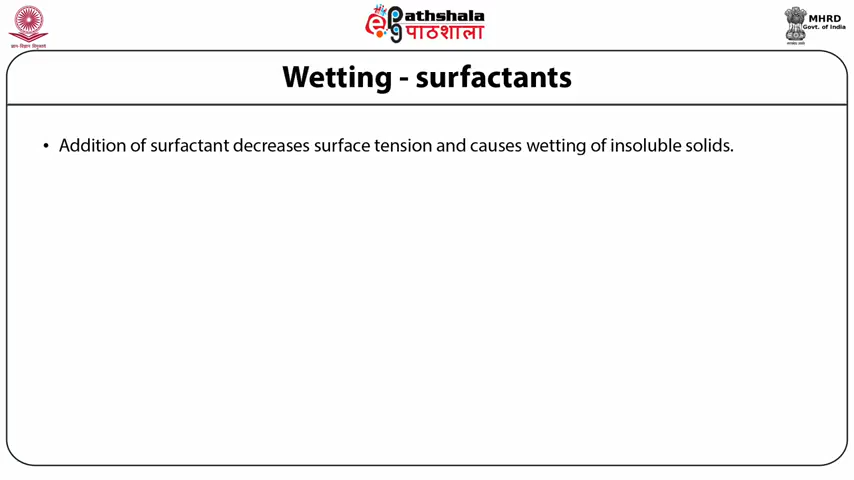 ePathshala
पाठशाला
MHRD
Govt. of India
Wetting - surfactants
• Addition of surfactant decreases surface tension and causes wetting of insoluble solids.